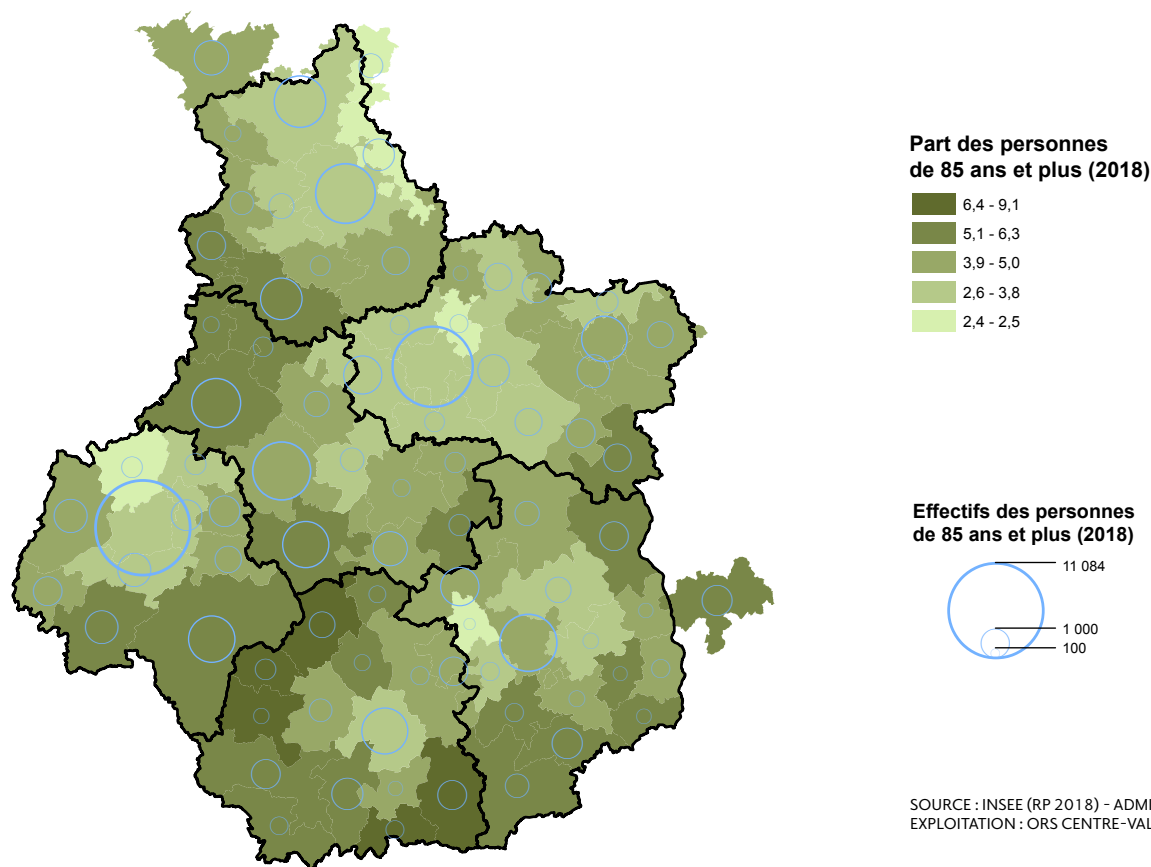 Part des personnes
de 85 ans et plus (2018)
6,4 - 9,1
5,1 - 6,3
3,9 - 5,0
2,6 - 3,8
2,4 - 2,5
Effectifs des personnes
de 85 ans et plus (2018)
11 084
1 000
100
SOURCE : INSEE (RP 2018) - ADMI
EXPLOITATION : ORS CENTRE-VAL